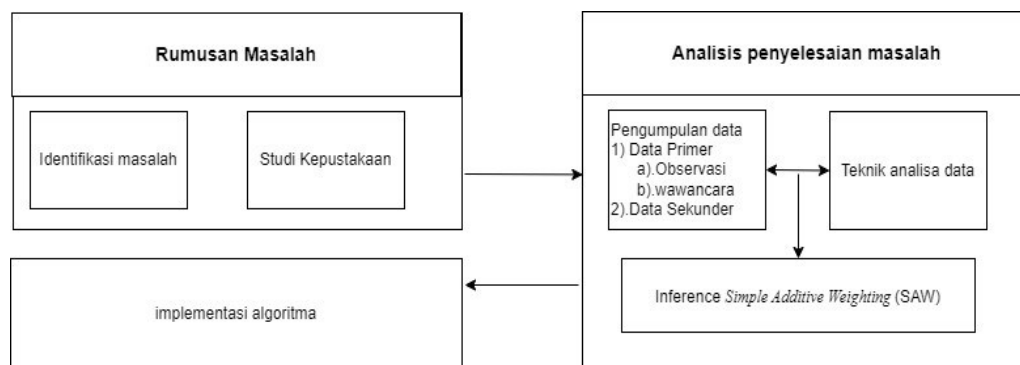 Rumusan Masalah
Identifikasi masalah
Studi Kepustakaan
Analisis penyelesaian masalah
Pengumpulan data
1) Data Primer
a).Observasi
b).wawancara
2).Data Sekunder
Teknik analisa data
Inference Simple Additive Weighting (SAW)
implementasi algoritma